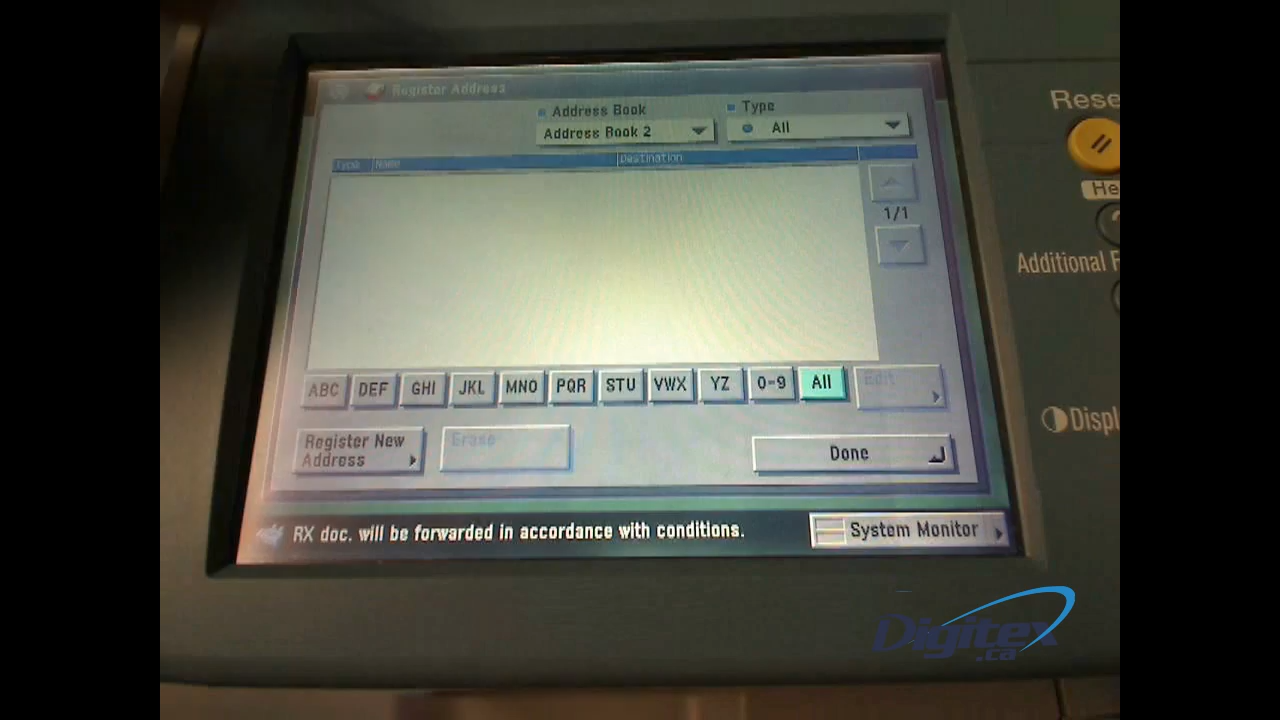 Register Address
Address Book
Type
Address Book 2
All
Type
Name
Destination
1/1
ABC
DEF
GHI
JKL
MNO
PQR
STU
VWX
YZ
0-9
All
Edit
Register New
Address
Erase
Done
RX doc. will be forwarded in accordance with conditions.
System Monitor
Rese
He
Additional F
Displ
Digitex
.ca